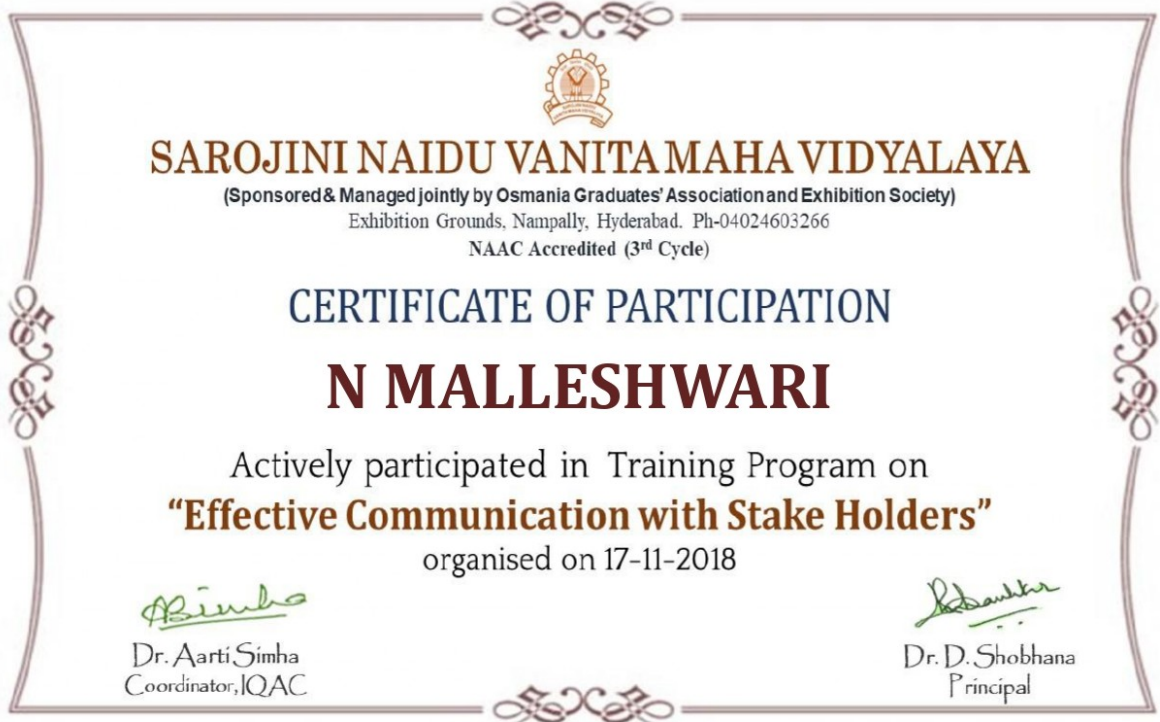 SAROJINI NAIDU VANITA MAHA VIDYALAYA
(Sponsored & Managed jointly by Osmania Graduates' Association and Exhibition Society)
Exhibition Grounds, Nampally, Hyderabad. Ph-04024603266
NAAC Accredited (3rd Cycle)
CERTIFICATE OF PARTICIPATION
N MALLESHWARI
Actively participated in Training Program on
“Effective Communication with Stake Holders”
organised on 17-11-2018
Dr. Aarti Simha
Coordinator, IQAC
Dr. D. Shobhana
Principal